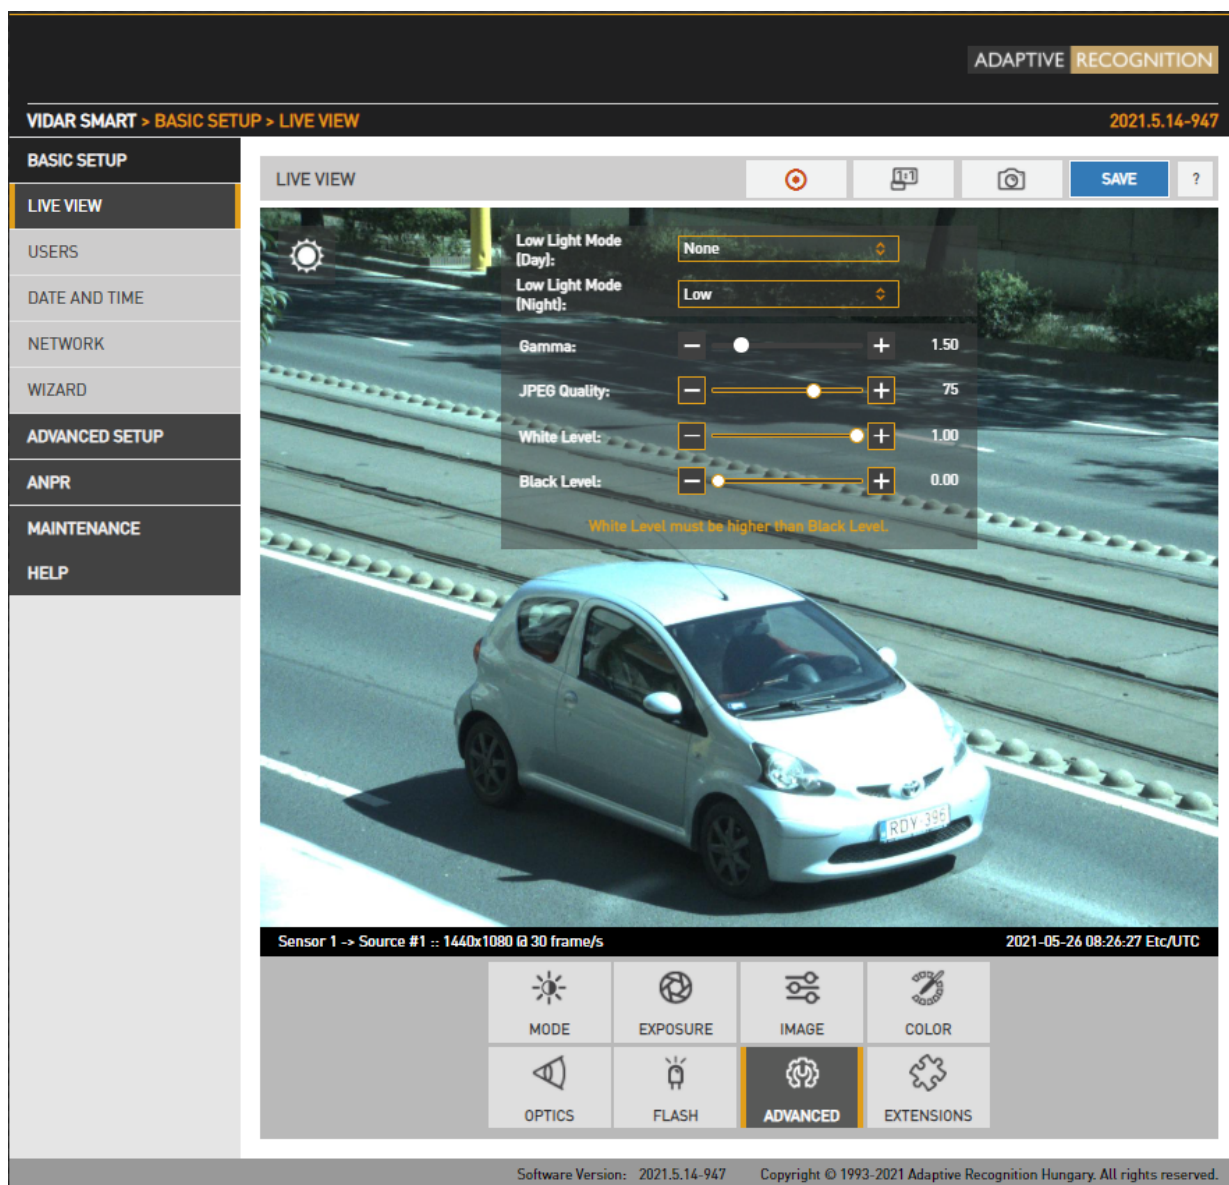 ADAPTIVE RECOGNITION
VIDAR SMART > BASIC SETUP > LIVE VIEW
2021.5.14-947
BASIC SETUP
LIVE VIEW
USERS
DATE AND TIME
NETWORK
WIZARD
ADVANCED SETUP
ANPR
MAINTENANCE
HELP
LIVE VIEW
1:1
SAVE
?
Low Light Mode
(Day):
None
Low Light Mode
(Night):
Low
Gamma:
1.50
JPEG Quality:
75
White Level:
1.00
Black Level:
0.00
White Level must be higher than Black Level.
RDY-396
Sensor 1 -> Source #1 :: 1440x1080 @ 30 frame/s
2021-05-26 08:26:27 Etc/UTC
MODE
EXPOSURE
IMAGE
COLOR
OPTICS
FLASH
ADVANCED
EXTENSIONS
Software Version: 2021.5.14-947
Copyright © 1993-2021 Adaptive Recognition Hungary. All rights reserved.